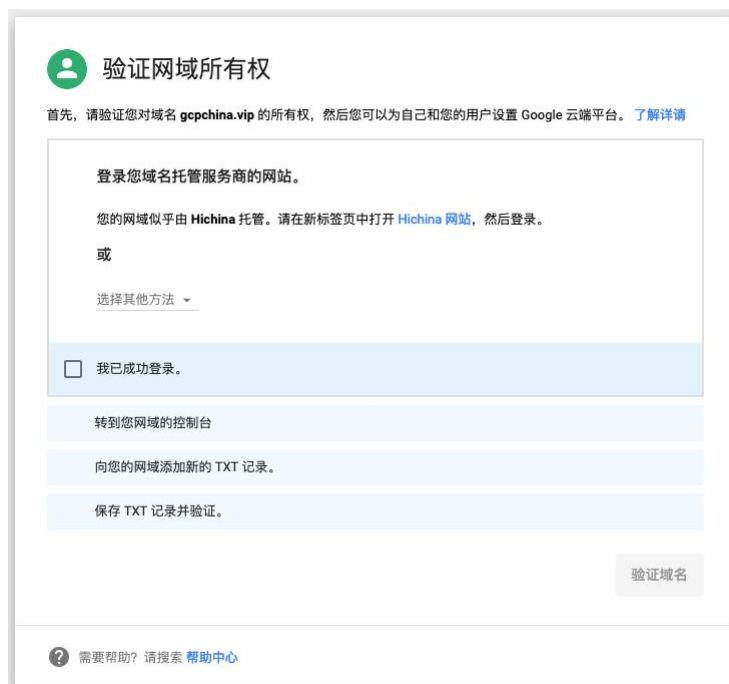 验证网域所有权
首先，请验证您对域名 gcpchina.vip 的所有权，然后您可以为自己和您的用户设置 Google 云端平台。 了解详请
登录您域名托管服务商的网站。
您的网域似乎由 Hichina 托管。请在新标签页中打开 Hichina 网站，然后登录。
或
选择其他方法
我已成功登录。
转到您网域的控制台
向您的网域添加新的 TXT 记录。
保存 TXT 记录并验证。
验证域名
需要帮助？请搜索 帮助中心